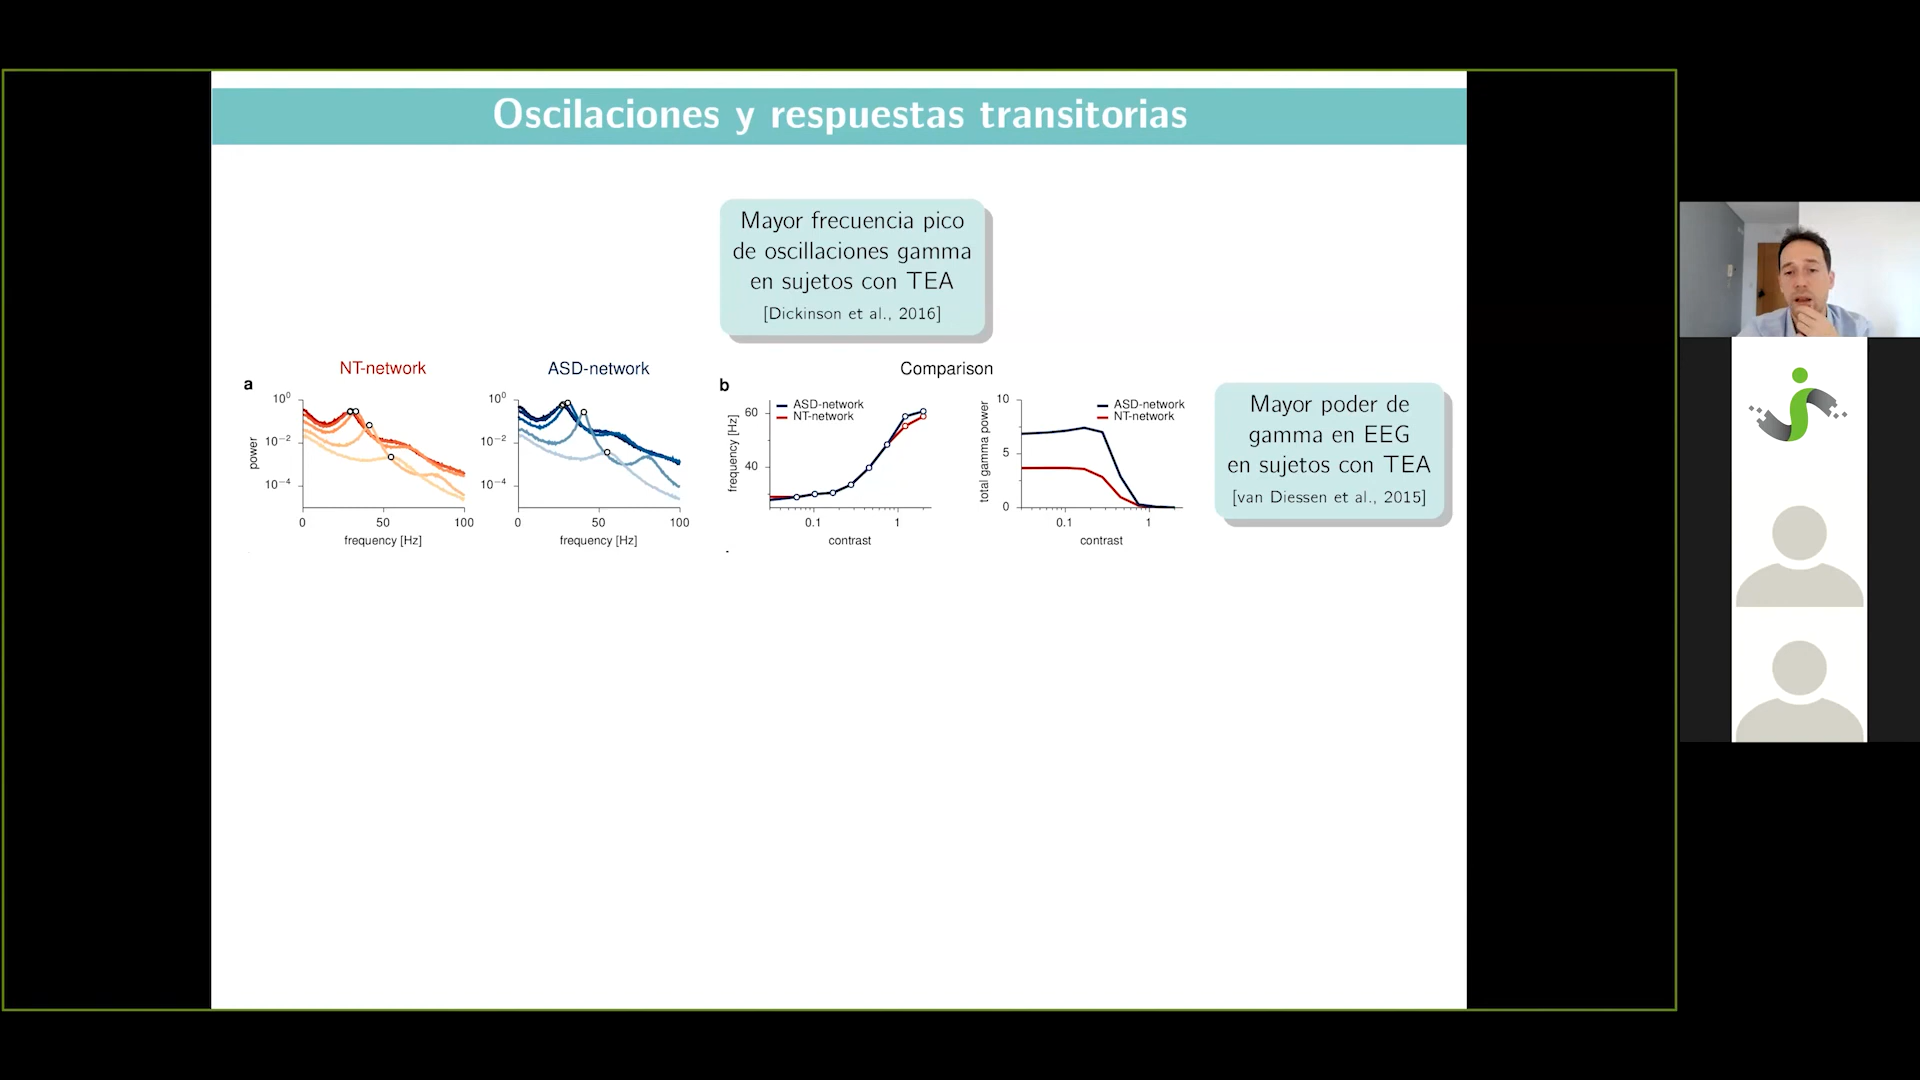 Oscilaciones y respuestas transitorias
Mayor frecuencia pico
de oscillaciones gamma
en sujetos con TEA
[Dickinson et al., 2016]
NT-network
ASD-network
Comparison
a
10⁰
10⁻²
10⁻⁴
power
0 50 100
frequency [Hz]
10⁰
10⁻²
10⁻⁴
0 50 100
frequency [Hz]
b
60
40
frequency [Hz]
ASD-network
NT-network
0.1 1
contrast
10
5
0
total gamma power
ASD-network
NT-network
0.1 1
contrast
Mayor poder de
gamma en EEG
en sujetos con TEA
[van Diessen et al., 2015]